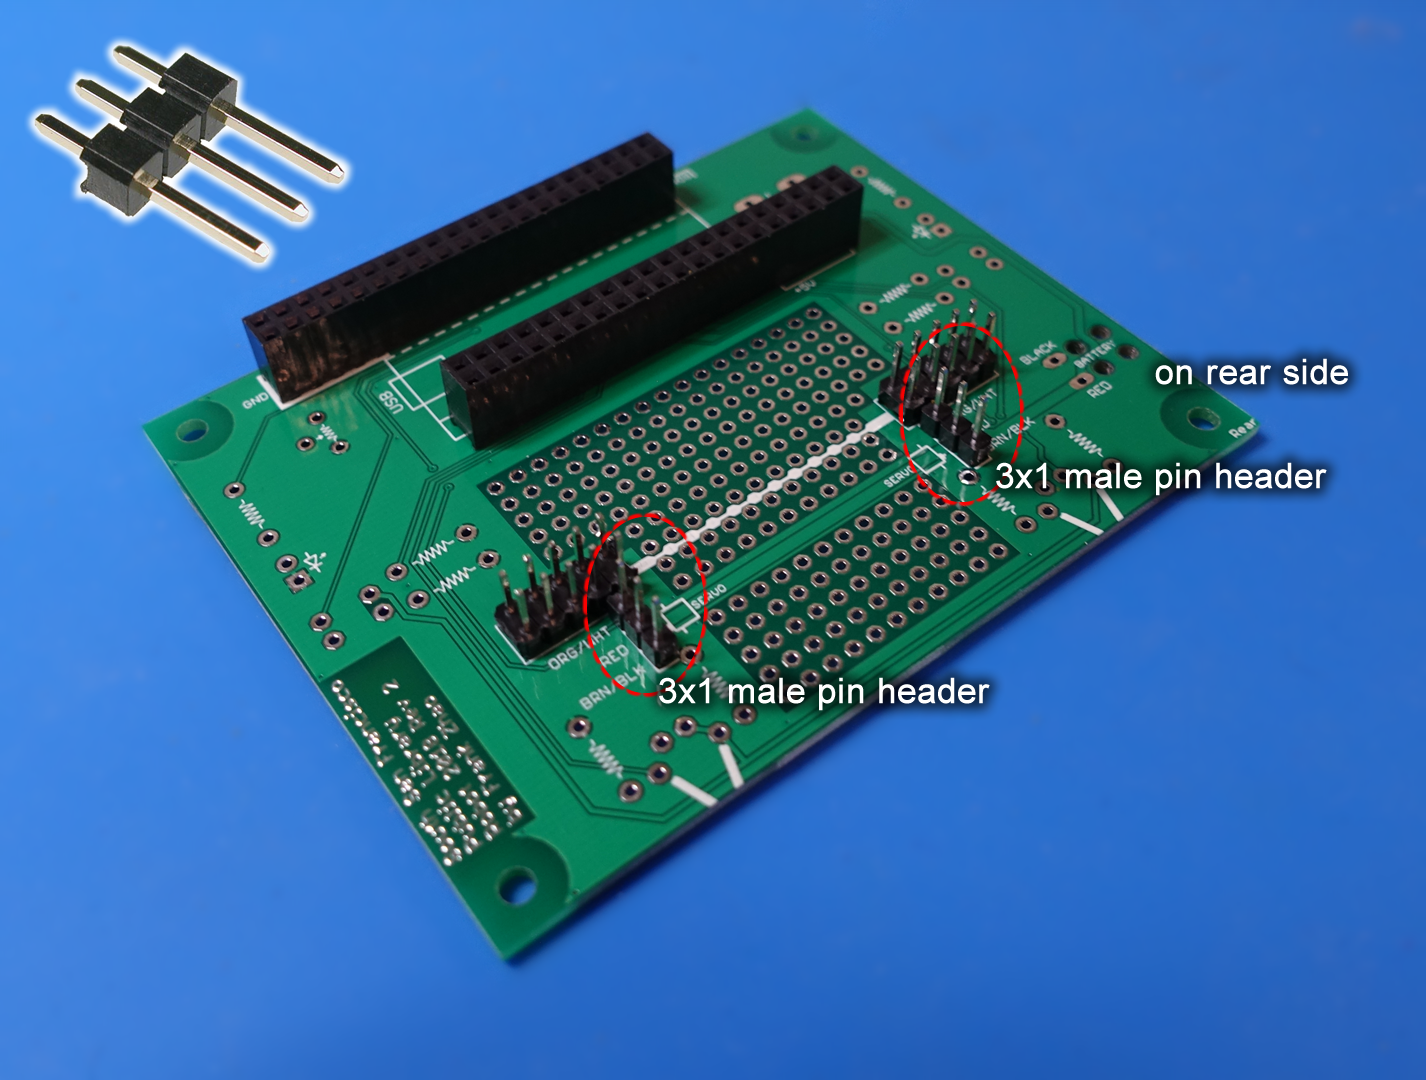 GND
USB
+5V
BLACK
BATTERY
RED
on rear side
Rear
BRN/BLK
SERVO
3x1 male pin header
SERVO
ORG/WHT
RED
BRN/BLK
3x1 male pin header